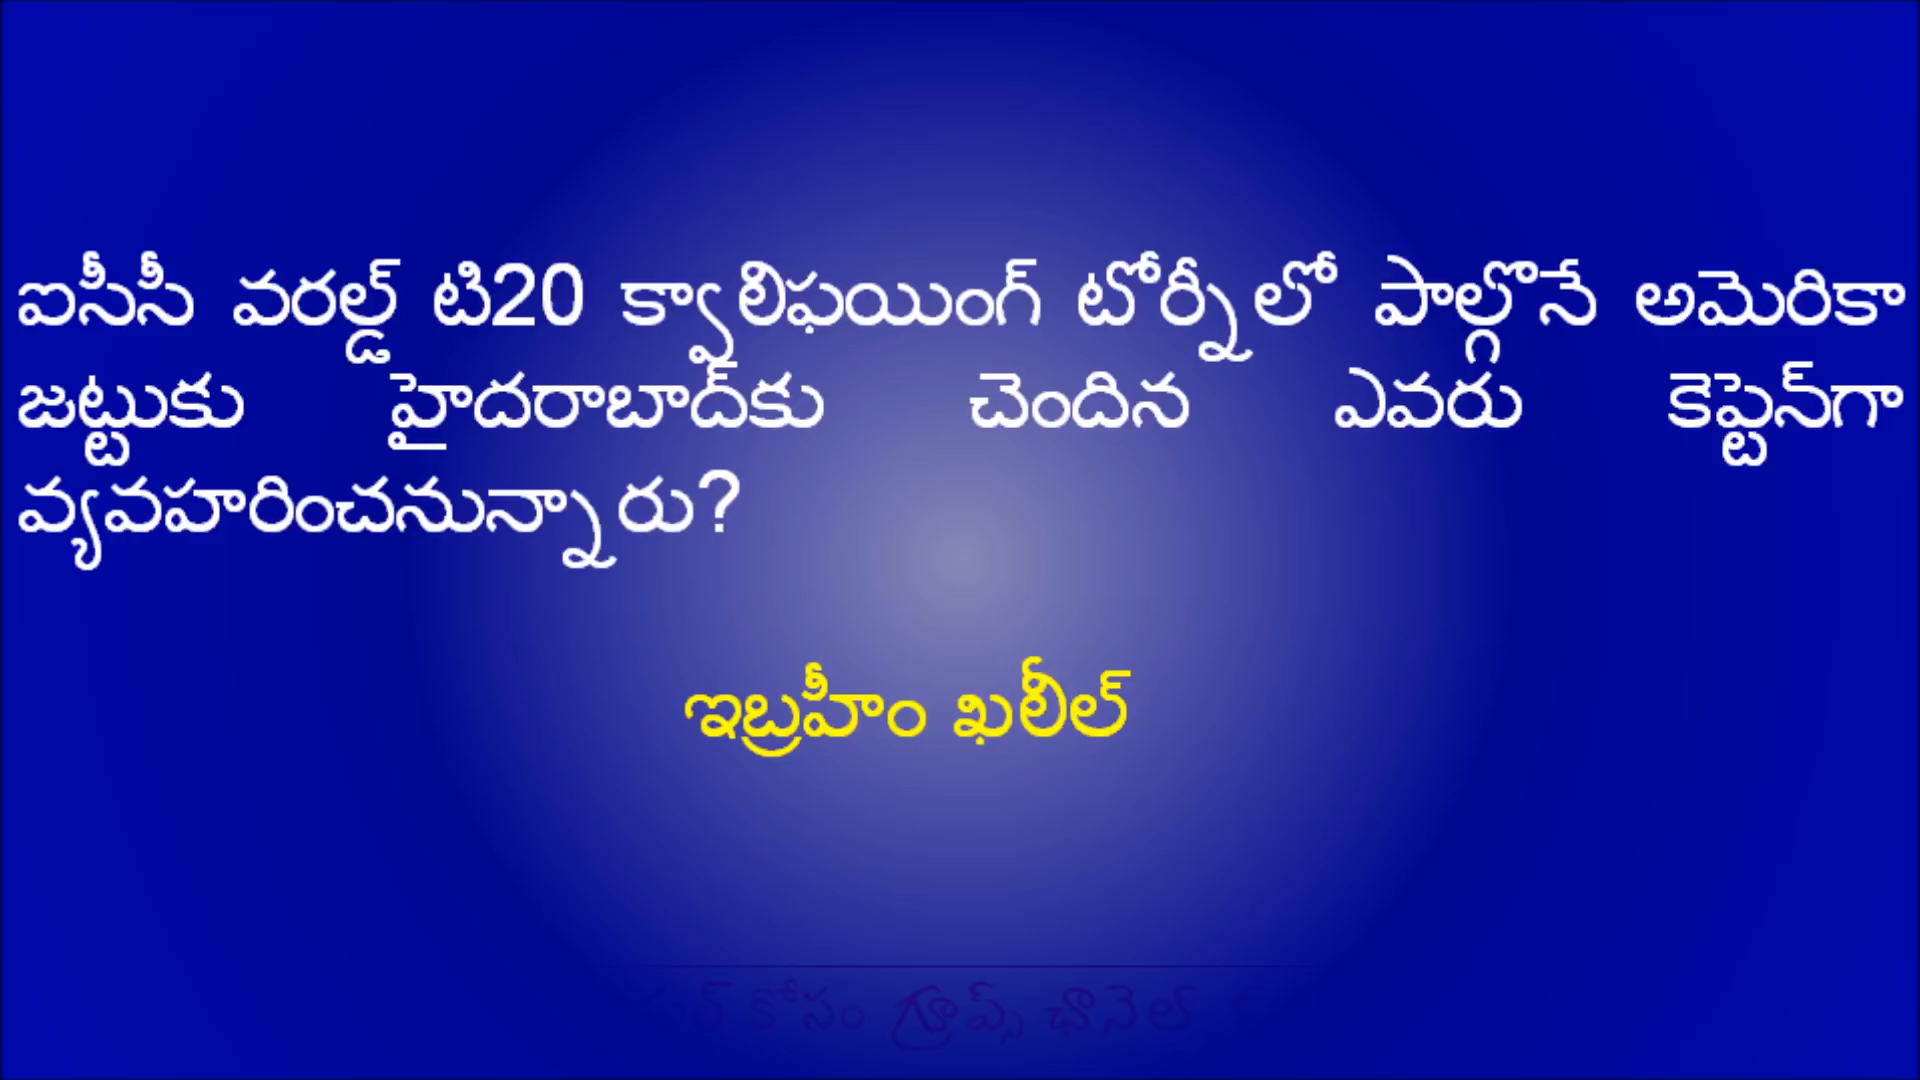 ఐసీసీ వరల్డ్ టి20 క్వాలిఫయింగ్ టోర్నీలో పాల్గొనే అమెరికా
జట్టుకు హైదరాబాద్‌కు చెందిన ఎవరు కెప్టెన్‌గా
వ్యవహరించనున్నారు?
ఇబ్రహీం ఖలీల్
కోసం గ్రూప్స్ ఛానెల్